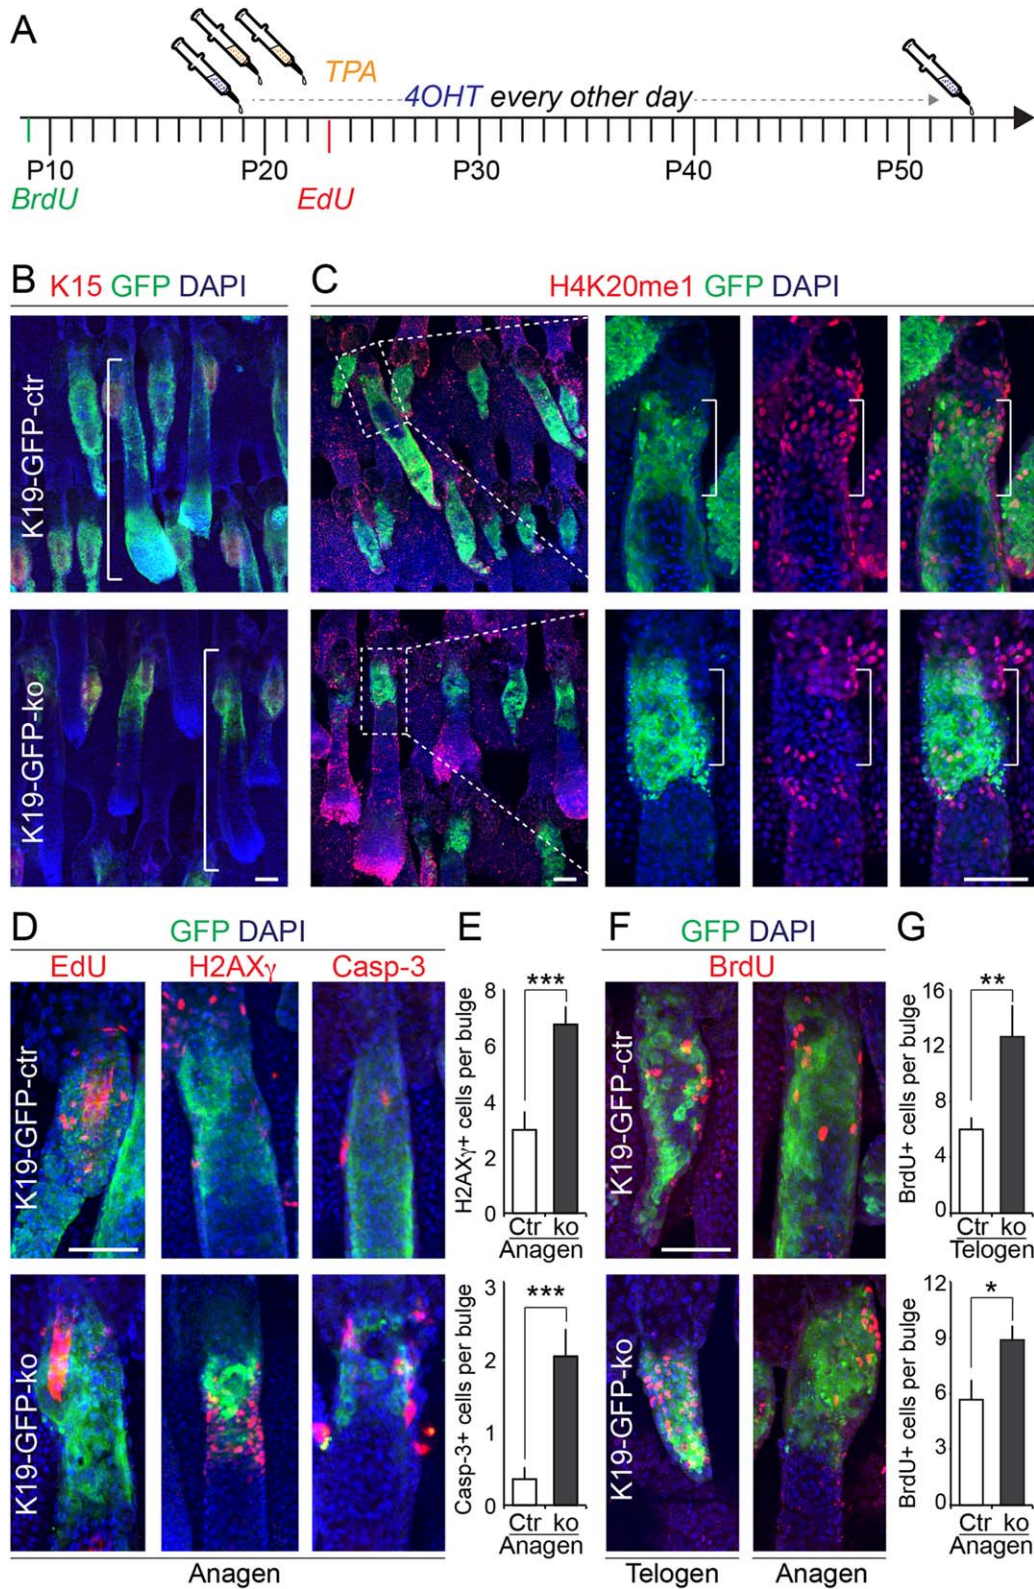 A
TPA
4OHT every other day
P10 P20 P30 P40 P50
BrdU EdU
B K15 GFP DAPI
C H4K20me1 GFP DAPI
K19-GFP-ctr
K19-GFP-ko
D GFP DAPI
EdU H2AXγ Casp-3
K19-GFP-ctr
K19-GFP-ko
Anagen
E
8
***
6
4
2
0
H2AXγ+ cells per bulge
Ctr ko
Anagen
3
***
2
1
0
Casp-3+ cells per bulge
Ctr ko
Anagen
F GFP DAPI
BrdU
K19-GFP-ctr
K19-GFP-ko
Telogen Anagen
G
16
**
12
8
4
0
BrdU+ cells per bulge
Ctr ko
Telogen
12
*
9
6
3
0
BrdU+ cells per bulge
Ctr ko
Anagen